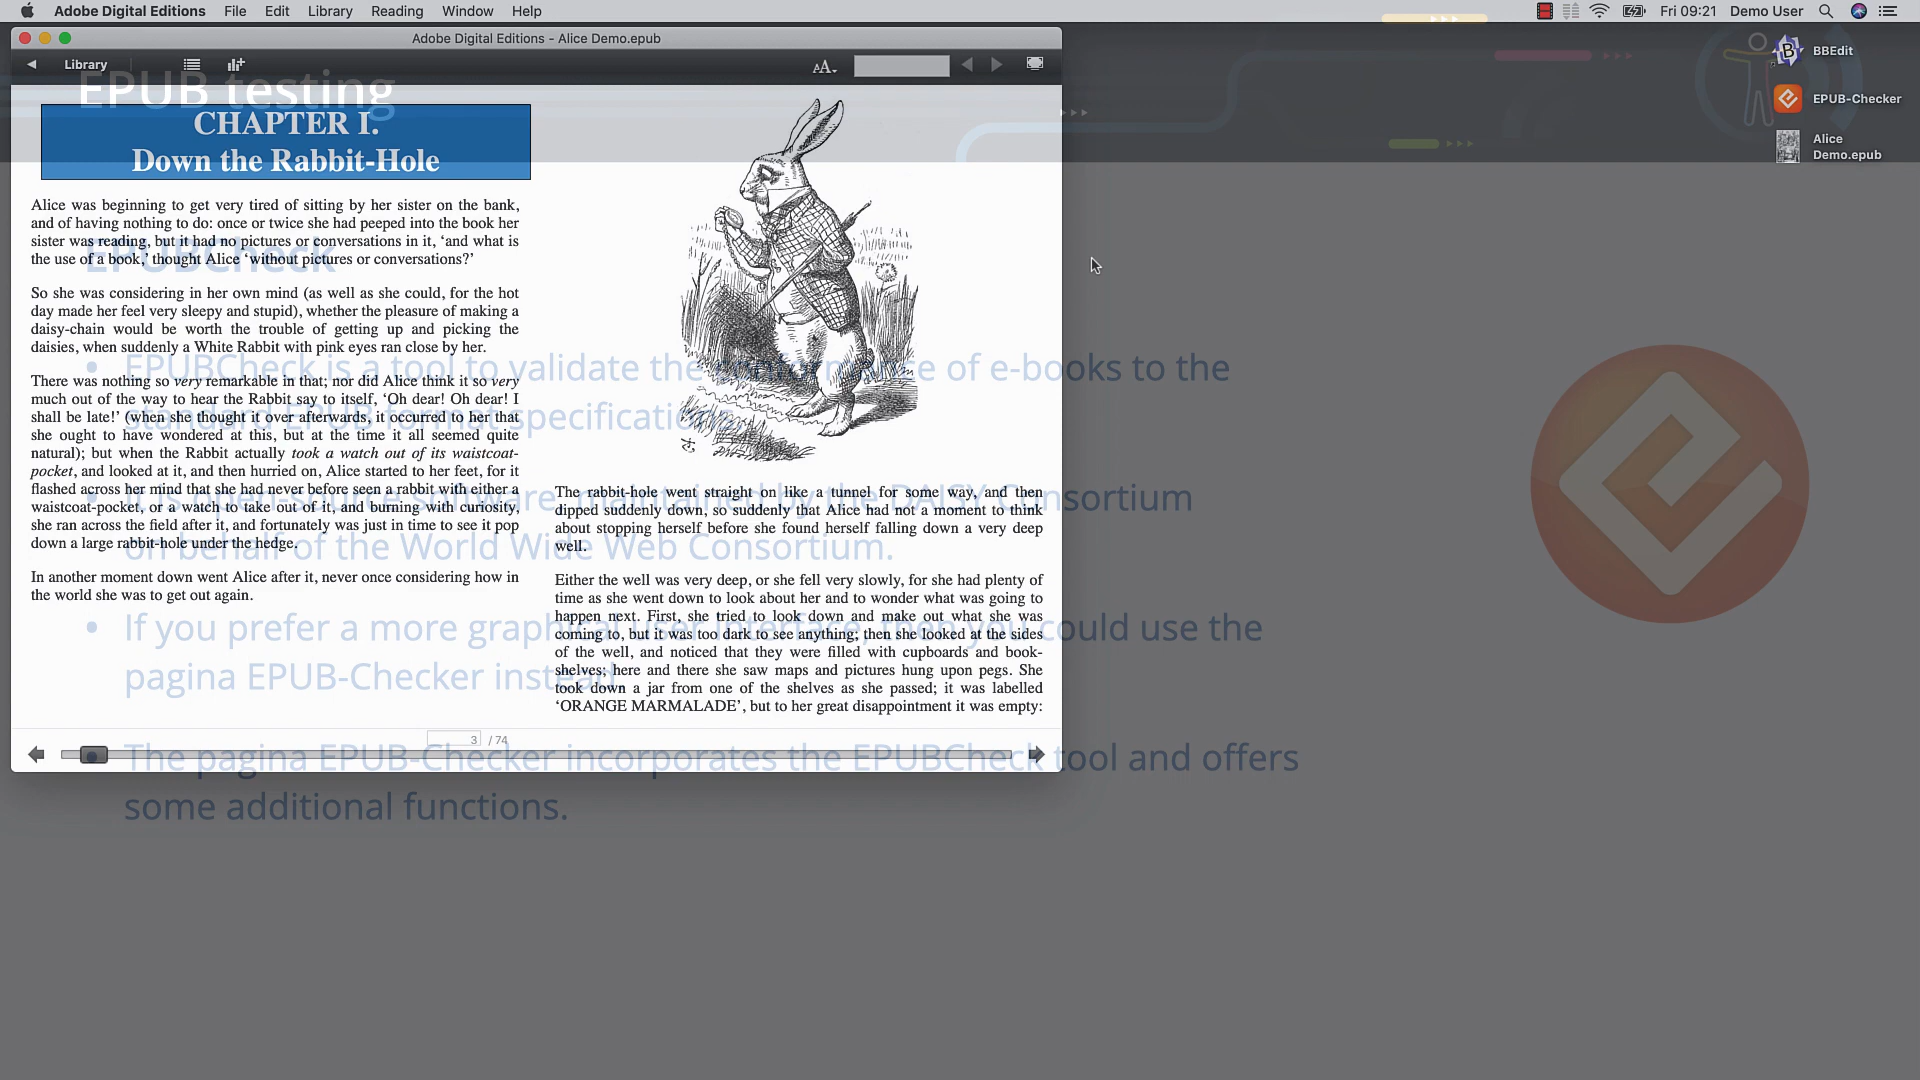 Adobe Digital Editions File Edit Library Reading Window Help
Fri 09:21 Demo User
Adobe Digital Editions - Alice Demo.epub
Library
AA
BBEdit
EPUB-Checker
Alice
Demo.epub
EPUB testing
CHAPTER I.
Down the Rabbit-Hole
Alice was beginning to get very tired of sitting by her sister on the bank,
and of having nothing to do: once or twice she had peeped into the book her
sister was reading, but it had no pictures or conversations in it, ‘and what is
the use of a book,’ thought Alice ‘without pictures or conversations?’
So she was considering in her own mind (as well as she could, for the hot
day made her feel very sleepy and stupid), whether the pleasure of making a
daisy-chain would be worth the trouble of getting up and picking the
daisies, when suddenly a White Rabbit with pink eyes ran close by her.
There was nothing so very remarkable in that; nor did Alice think it so very
much out of the way to hear the Rabbit say to itself, ‘Oh dear! Oh dear! I
shall be late!’ (when she thought it over afterwards, it occurred to her that
she ought to have wondered at this, but at the time it all seemed quite
natural); but when the Rabbit actually took a watch out of its waistcoat-
pocket, and looked at it, and then hurried on, Alice started to her feet, for it
flashed across her mind that she had never before seen a rabbit with either a
waistcoat-pocket, or a watch to take out of it, and burning with curiosity,
she ran across the field after it, and fortunately was just in time to see it pop
down a large rabbit-hole under the hedge.
In another moment down went Alice after it, never once considering how in
the world she was to get out again.
The rabbit-hole went straight on like a tunnel for some way, and then
dipped suddenly down, so suddenly that Alice had not a moment to think
about stopping herself before she found herself falling down a very deep
well.
Either the well was very deep, or she fell very slowly, for she had plenty of
time as she went down to look about her and to wonder what was going to
happen next. First, she tried to look down and make out what she was
coming to, but it was too dark to see anything; then she looked at the sides
of the well, and noticed that they were filled with cupboards and book-
shelves; here and there she saw maps and pictures hung upon pegs. She
took down a jar from one of the shelves as she passed; it was labelled
‘ORANGE MARMALADE’, but to her great disappointment it was empty:
3 / 74
EPUBCheck
• EPUBCheck is a tool to validate the conformance of e-books to the
standard EPUB format specifications.
• It is open-source software, maintained by the DAISY Consortium
on behalf of the World Wide Web Consortium.
• If you prefer a more graphical user interface, then you could use the
pagina EPUB-Checker instead.
• The pagina EPUB-Checker incorporates the EPUBCheck tool and offers
some additional functions.